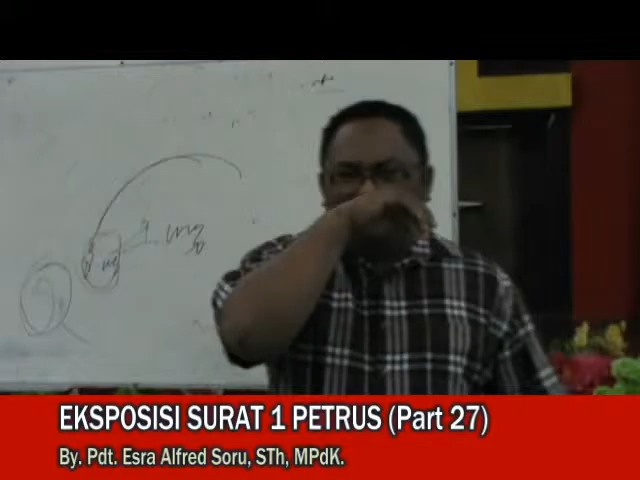 EKSPOSISI SURAT 1 PETRUS (Part 27)
By. Pdt. Esra Alfred Soru, STh, MPdK.